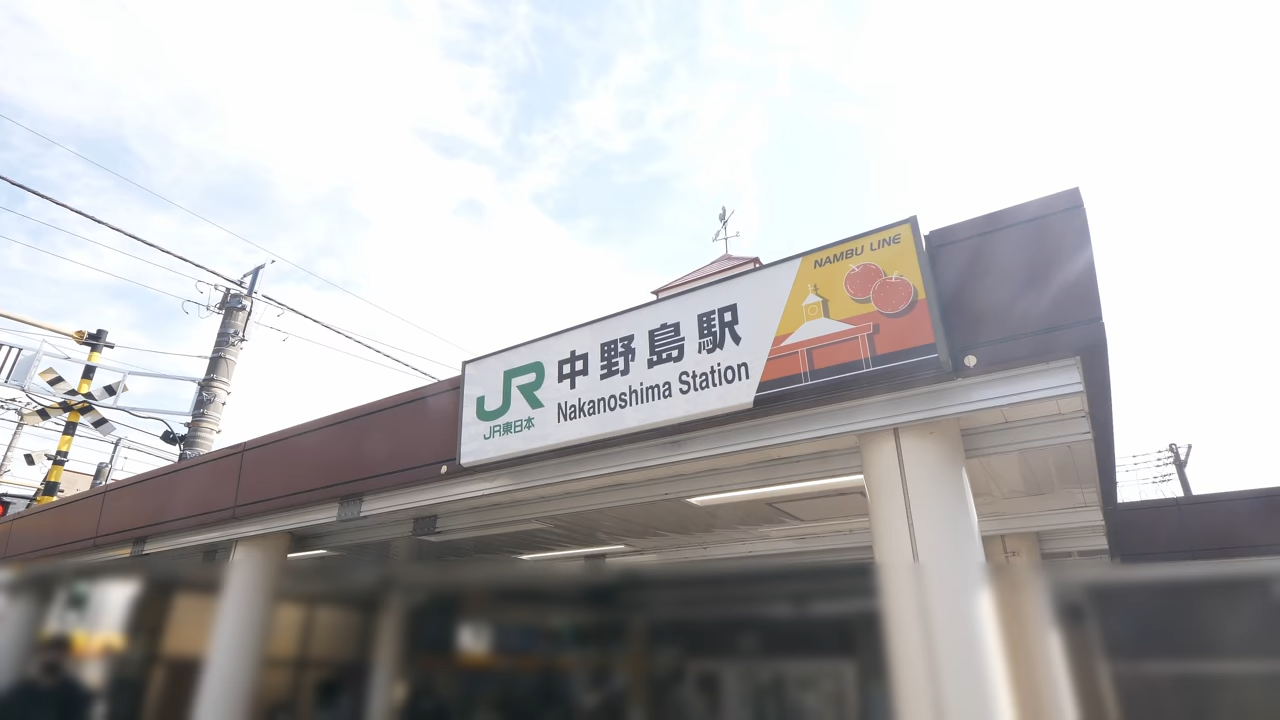 JR
JR東日本
中野島駅
Nakanoshima Station
NAMBU LINE